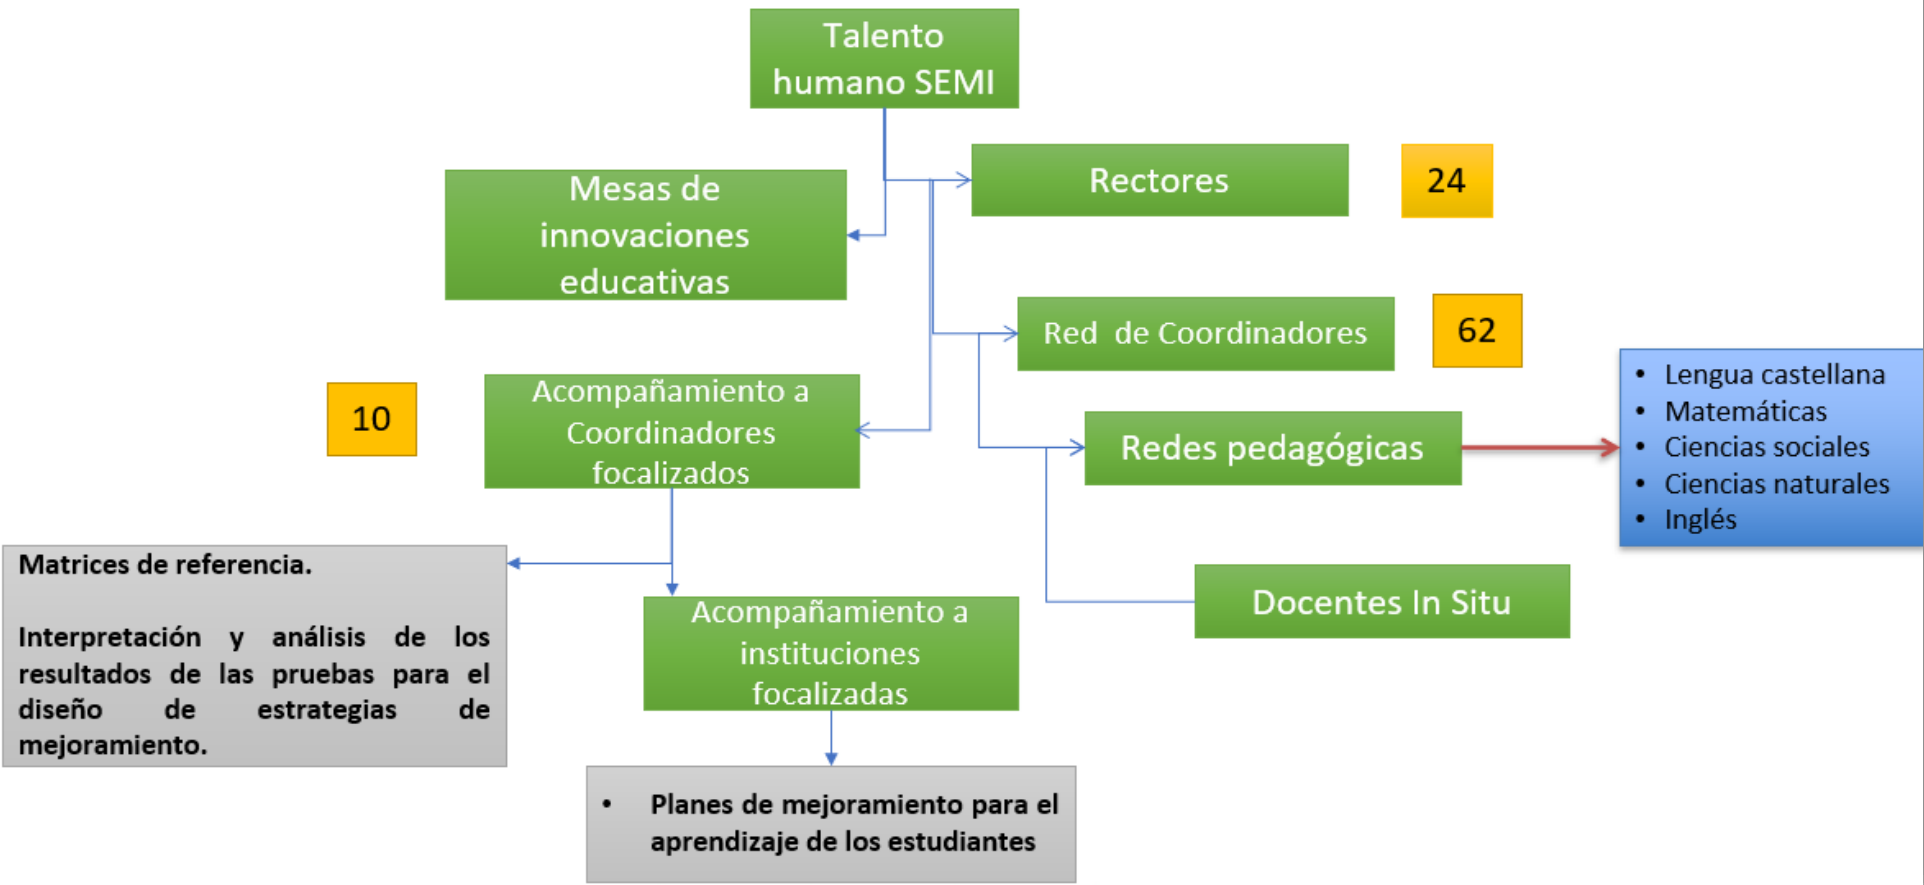 Talento
humano SEMI
Rectores
24
Mesas de
innovaciones
educativas
Red de Coordinadores
62
10
Acompañamiento a
Coordinadores
focalizados
Redes pedagógicas
• Lengua castellana
• Matemáticas
• Ciencias sociales
• Ciencias naturales
• Inglés
Matrices de referencia.
Interpretación y análisis de los
resultados de las pruebas para el
diseño de estrategias de
mejoramiento.
Acompañamiento a
instituciones
focalizadas
Docentes In Situ
• Planes de mejoramiento para el
aprendizaje de los estudiantes